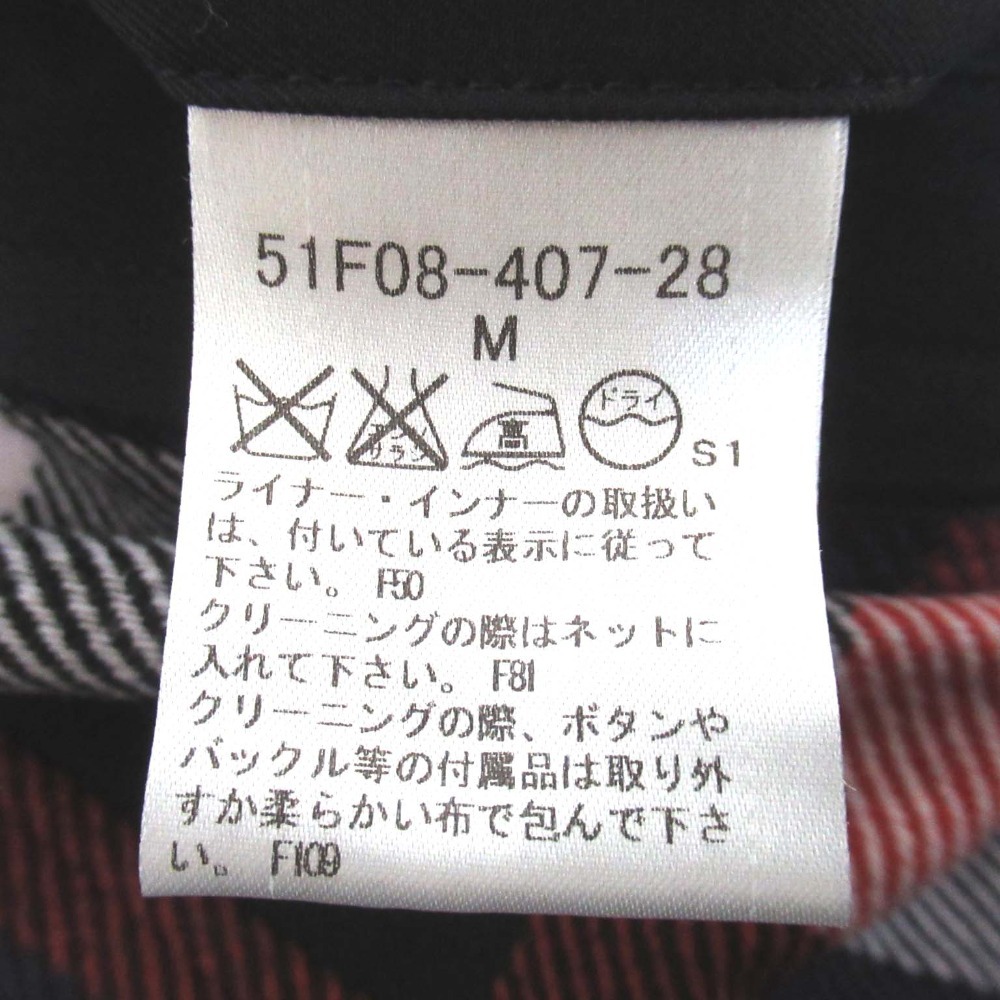 51F08-407-28
M
エンソ
サラシ
高
ドライ
S1
ライナー・インナーの取扱い
は、付いている表示に従って
下さい。 F50
クリーニングの際はネットに
入れて下さい。 F81
クリーニングの際、ボタンや
バックル等の付属品は取り外
すか柔らかい布で包んで下さ
い。 F109